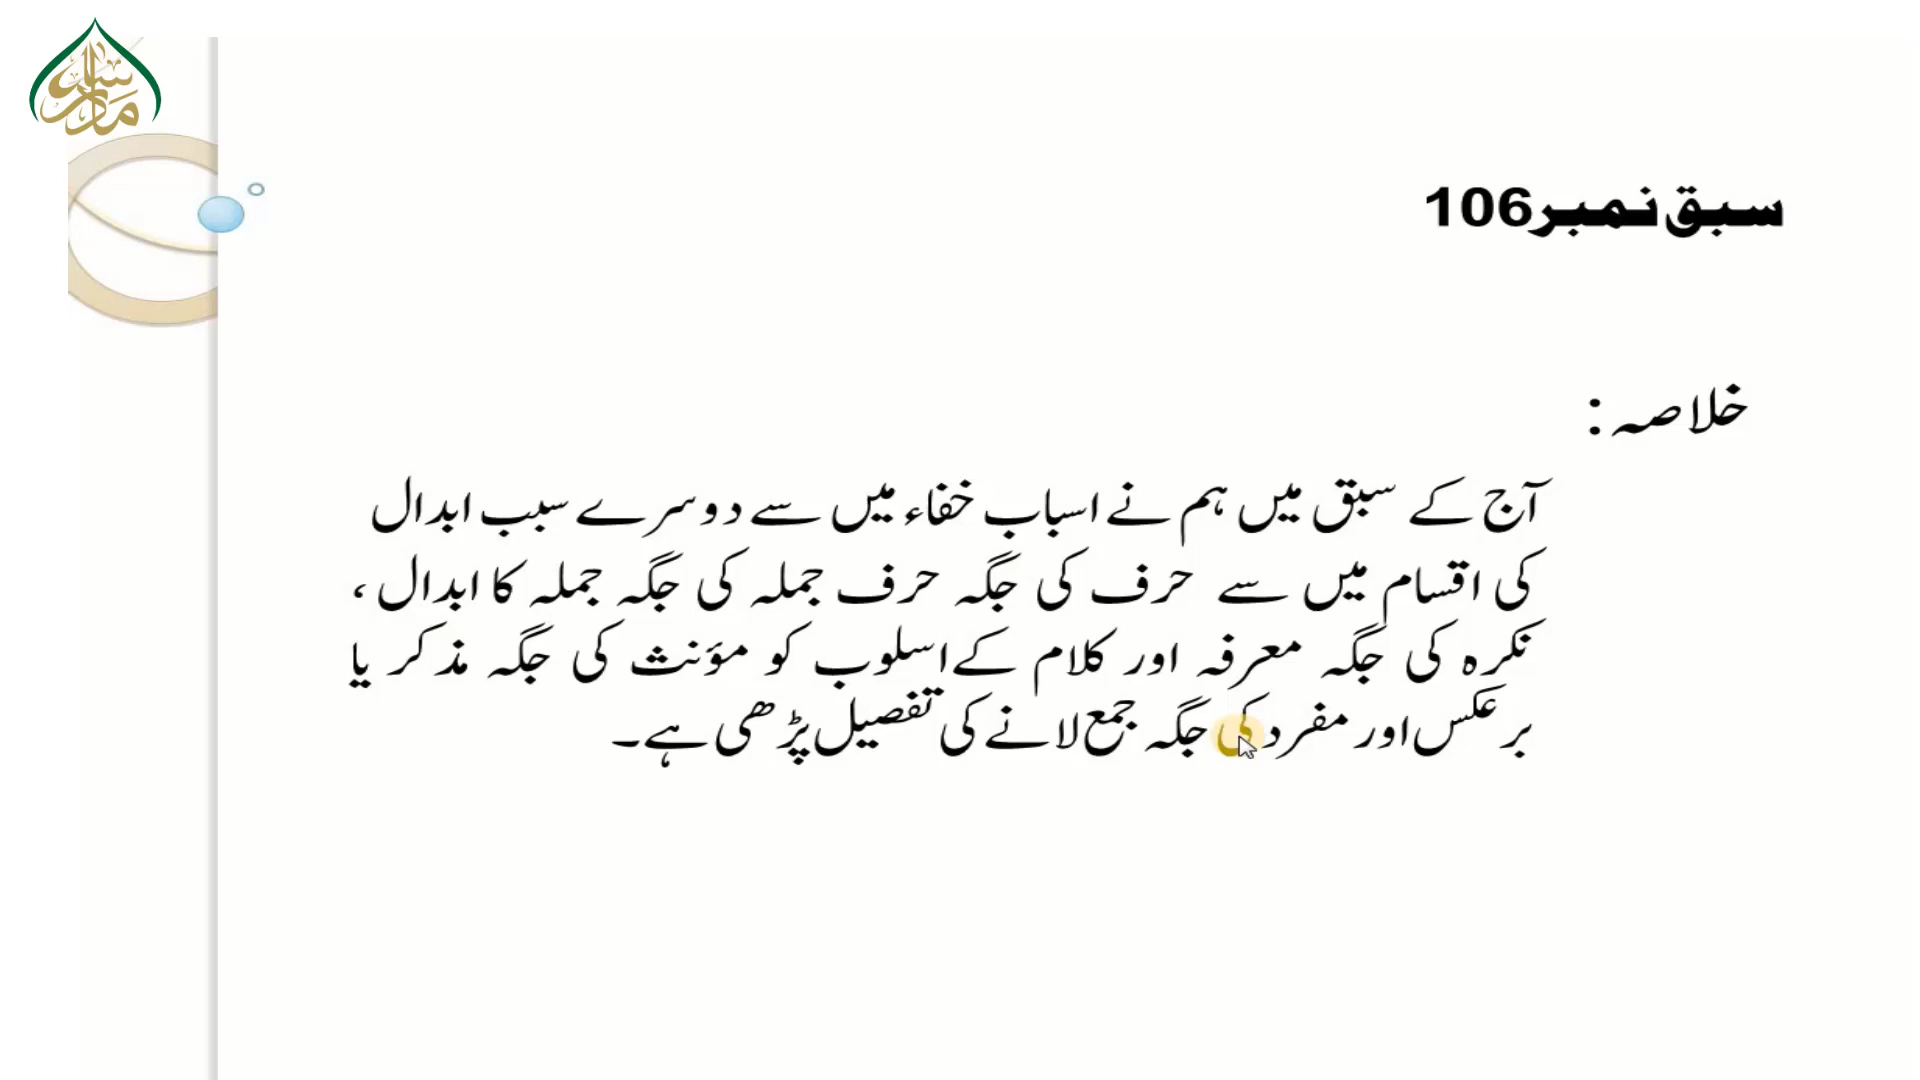 مدرسہ
سبق نمبر106
خلاصہ :
آج کے سبق میں ہم نے اسباب خفاء میں سے دوسرے سبب ابدال
کی اقسام میں سے حرف کی جگہ حرف جملہ کی جگہ جملہ کا ابدال ،
نکرہ کی جگہ معرفہ اور کلام کے اسلوب کو مؤنث کی جگہ مذکر یا
برعکس اور مفرد کی جگہ جمع لانے کی تفصیل پڑھی ہے۔